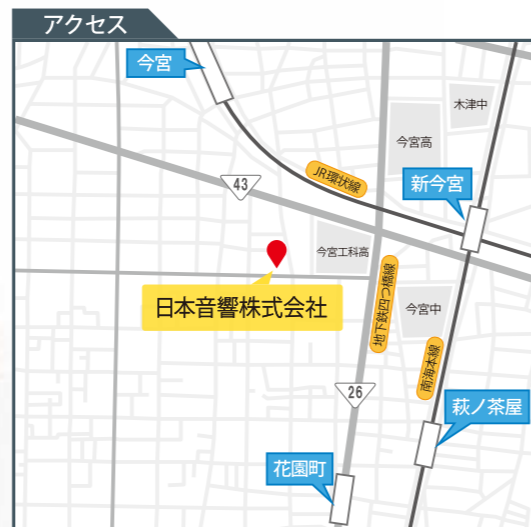 アクセス
今宮
木津中
今宮高
JR環状線
新今宮
43
今宮工科高
日本音響株式会社
地下鉄四つ橋線
今宮中
南海本線
26
萩ノ茶屋
花園町